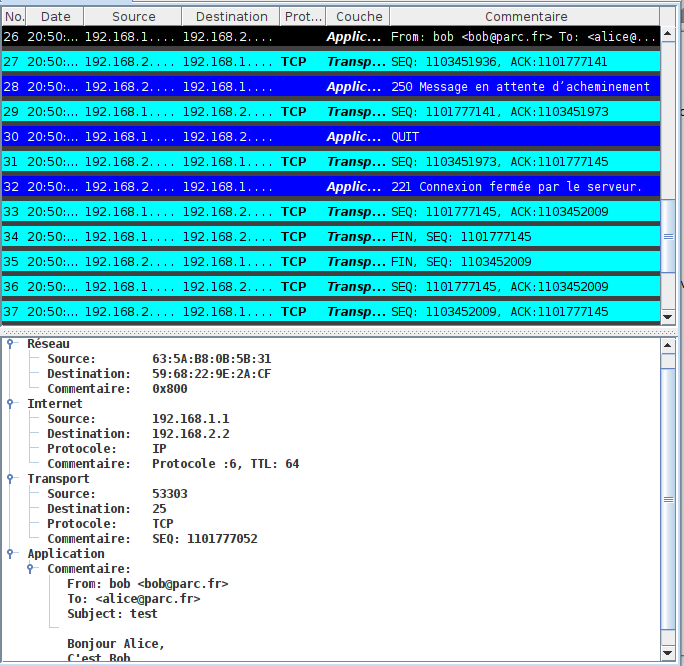 No. Date Source Destination Prot... Couche Commentaire
26 20:50:... 192.168.1.... 192.168.2.... Applic... From: bob <bob@parc.fr> To: <alice@...
27 20:50:... 192.168.2.... 192.168.1.... TCP Transp... SEQ: 1103451936, ACK:1101777141
28 20:50:... 192.168.2.... 192.168.1.... Applic... 250 Message en attente d'acheminement
29 20:50:... 192.168.1.... 192.168.2.... TCP Transp... SEQ: 1101777141, ACK:1103451973
30 20:50:... 192.168.1.... 192.168.2.... Applic... QUIT
31 20:50:... 192.168.2.... 192.168.1.... TCP Transp... SEQ: 1103451973, ACK:1101777145
32 20:50:... 192.168.2.... 192.168.1.... Applic... 221 Connexion fermée par le serveur.
33 20:50:... 192.168.1.... 192.168.2.... TCP Transp... SEQ: 1101777145, ACK:1103452009
34 20:50:... 192.168.1.... 192.168.2.... TCP Transp... FIN, SEQ: 1101777145
35 20:50:... 192.168.2.... 192.168.1.... TCP Transp... FIN, SEQ: 1103452009
36 20:50:... 192.168.1.... 192.168.2.... TCP Transp... SEQ: 1101777145, ACK:1103452009
37 20:50:... 192.168.2.... 192.168.1.... TCP Transp... SEQ: 1103452009, ACK:1101777145
Réseau
Source: 63:5A:B8:0B:5B:31
Destination: 59:68:22:9E:2A:CF
Commentaire: 0x800
Internet
Source: 192.168.1.1
Destination: 192.168.2.2
Protocole: IP
Commentaire: Protocole :6, TTL: 64
Transport
Source: 53303
Destination: 25
Protocole: TCP
Commentaire: SEQ: 1101777052
Application
Commentaire:
From: bob <bob@parc.fr>
To: <alice@parc.fr>
Subject: test
Bonjour Alice,
C'est Bob